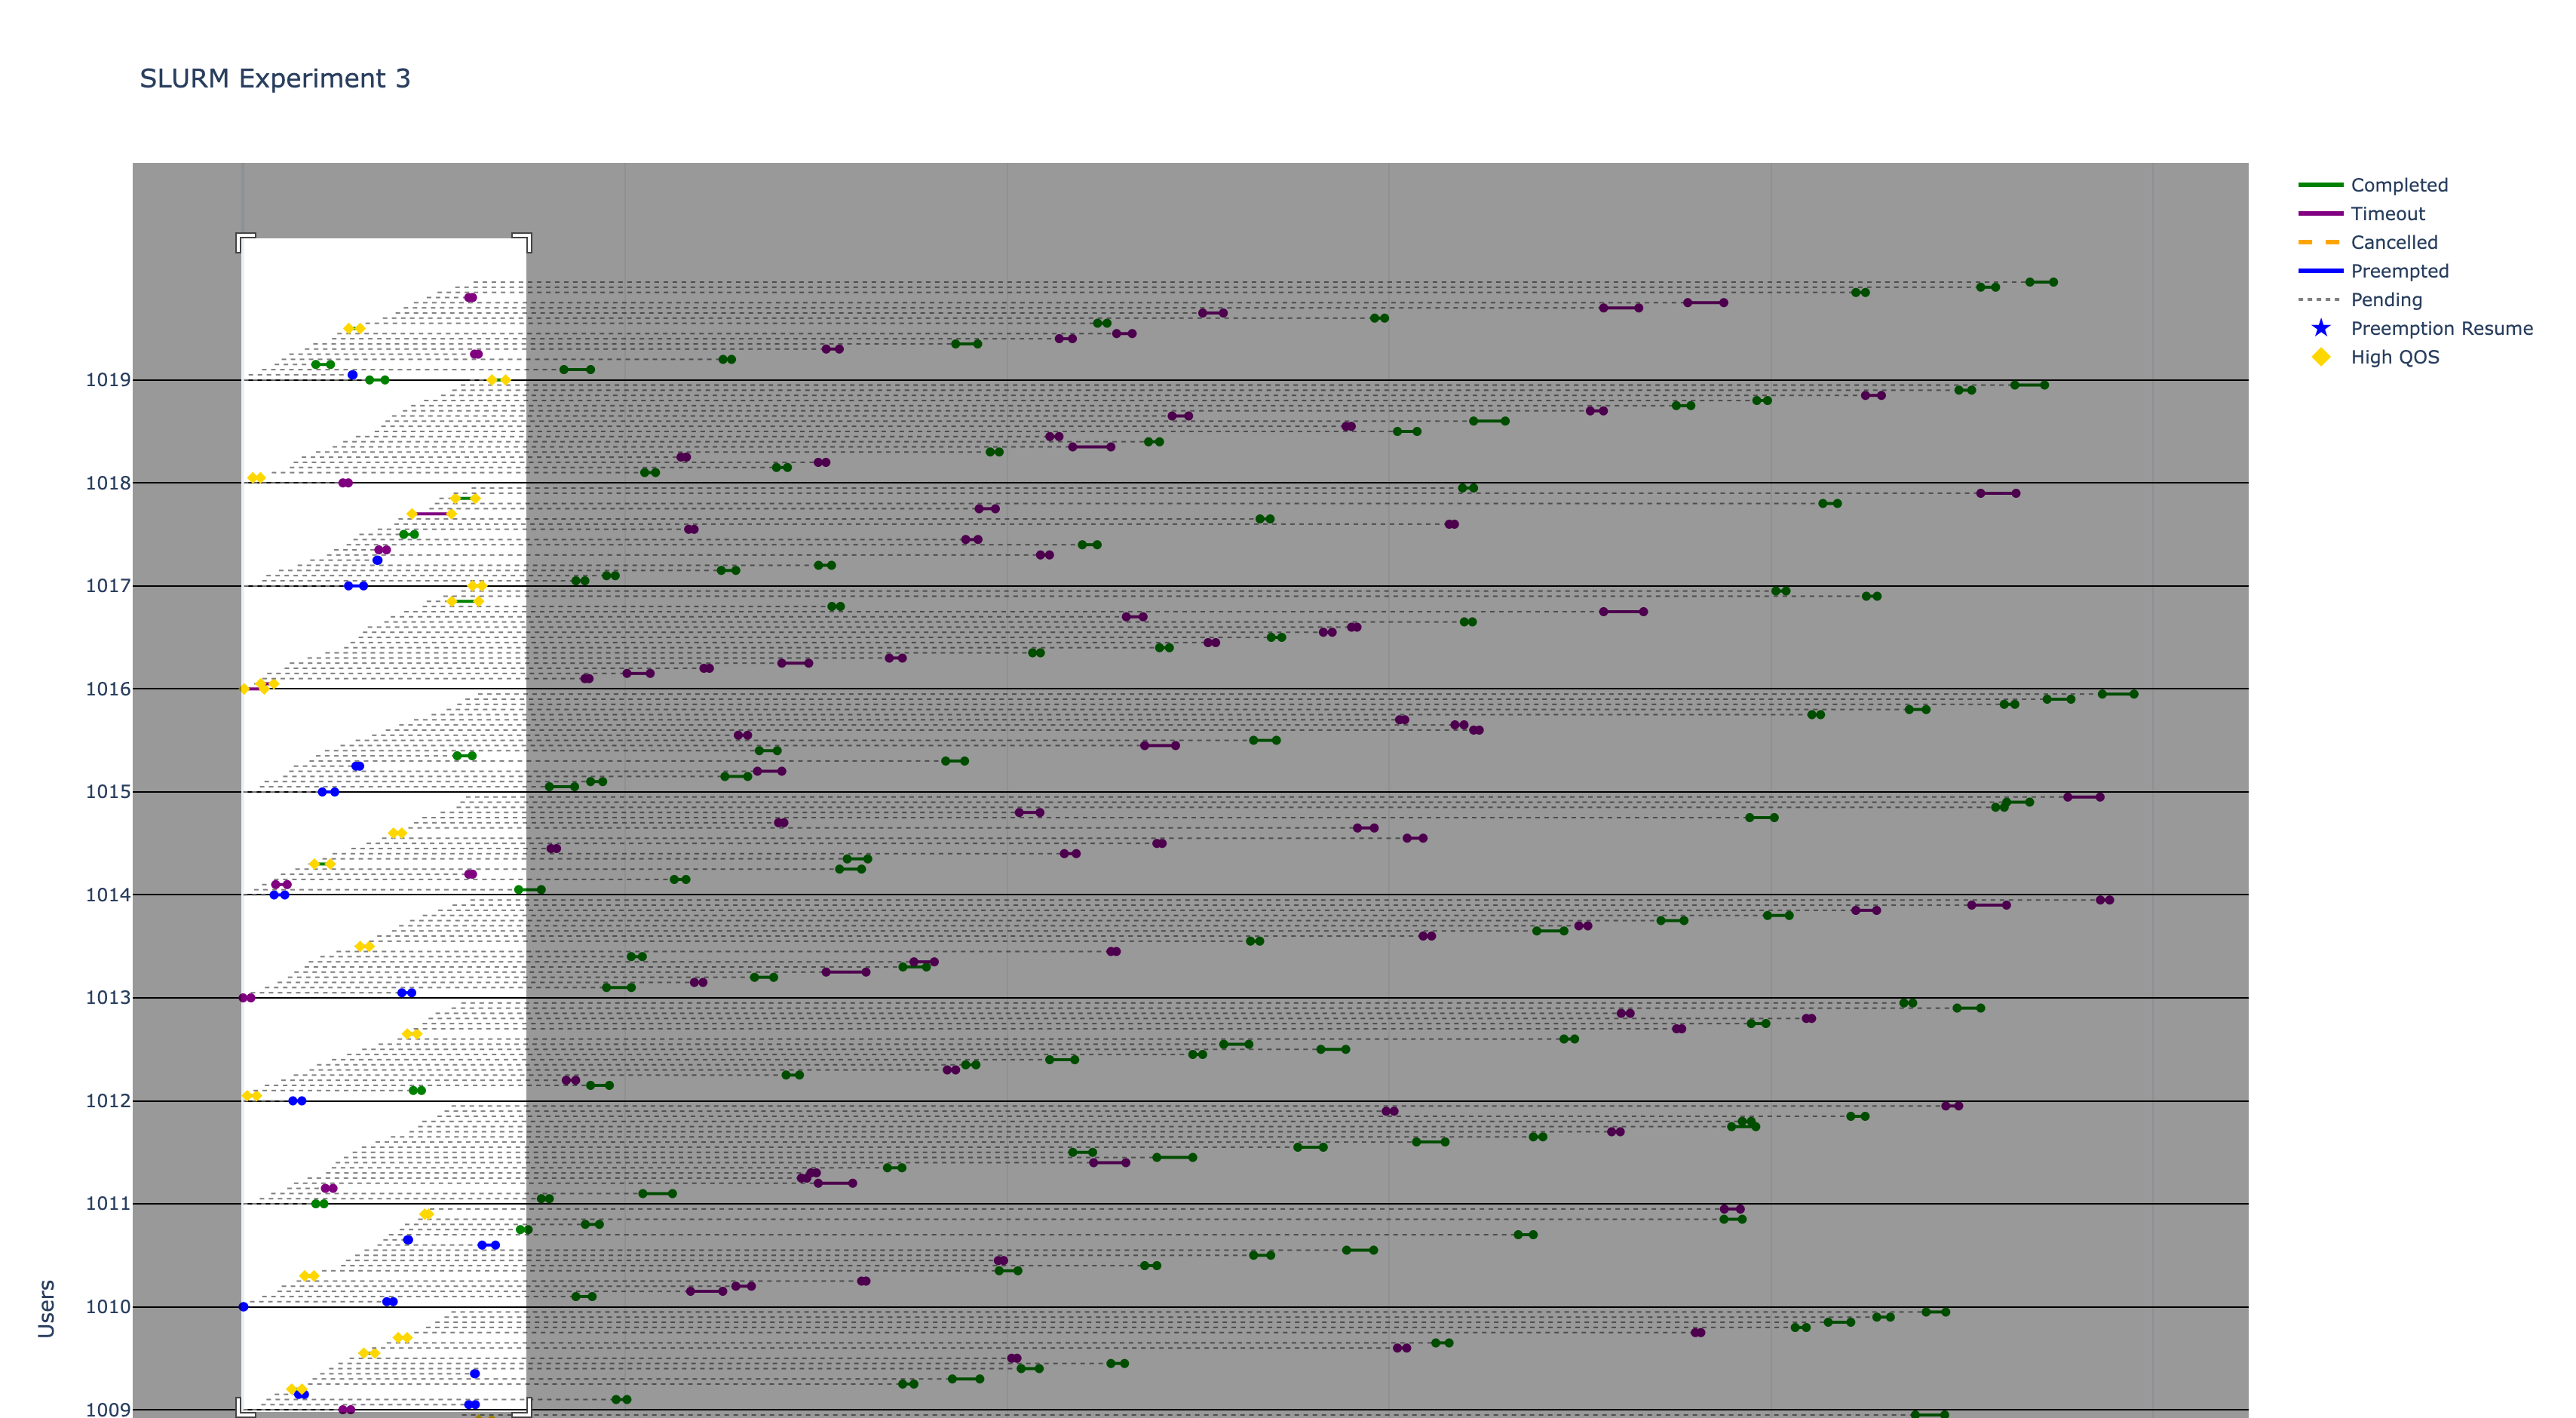 SLURM Experiment 3
Completed
Timeout
Cancelled
Preempted
Pending
Preemption Resume
High QOS
1019
1018
1017
1016
1015
1014
1013
1012
1011
1010
1009
Users